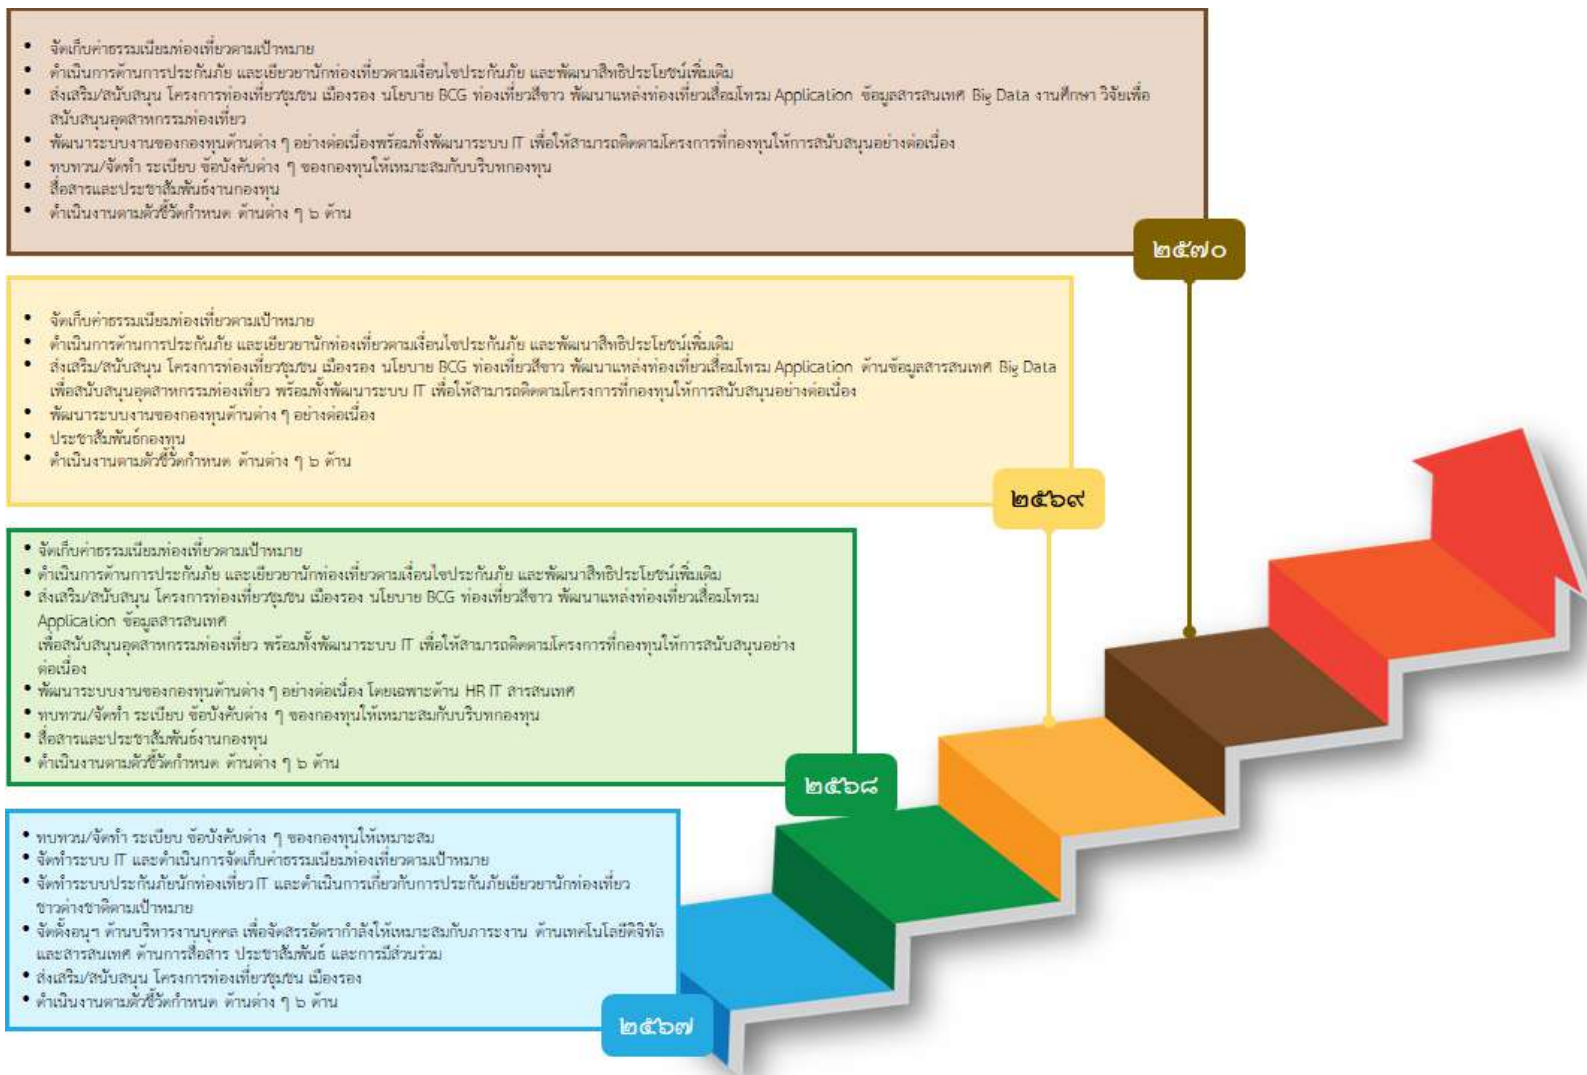 • จัดเก็บค่าธรรมเนียมท่องเที่ยวตามเป้าหมาย
• ดำเนินการด้านการประกันภัย และเยียวยานักท่องเที่ยวตามเงื่อนไขประกันภัย และพัฒนาสิทธิประโยชน์เพิ่มเติม
• ส่งเสริม/สนับสนุน โครงการท่องเที่ยวชุมชน เมืองรอง นโยบาย BCG ท่องเที่ยวสีขาว พัฒนาแหล่งท่องเที่ยวเสื่อมโทรม Application ข้อมูลสารสนเทศ Big Data งานศึกษา วิจัยเพื่อ
สนับสนุนอุตสาหกรรมท่องเที่ยว
• พัฒนาระบบงานของกองทุนด้านต่าง ๆ อย่างต่อเนื่องพร้อมทั้งพัฒนาระบบ IT เพื่อให้สามารถติดตามโครงการที่กองทุนให้การสนับสนุนอย่างต่อเนื่อง
• ทบทวน/จัดทำ ระเบียบ ข้อบังคับต่าง ๆ ของกองทุนให้เหมาะสมกับบริบทกองทุน
• สื่อสารและประชาสัมพันธ์งานกองทุน
• ดำเนินงานตามตัวชี้วัดกำหนด ด้านต่าง ๆ ๖ ด้าน
๒๕๗๐
• จัดเก็บค่าธรรมเนียมท่องเที่ยวตามเป้าหมาย
• ดำเนินการด้านการประกันภัย และเยียวยานักท่องเที่ยวตามเงื่อนไขประกันภัย และพัฒนาสิทธิประโยชน์เพิ่มเติม
• ส่งเสริม/สนับสนุน โครงการท่องเที่ยวชุมชน เมืองรอง นโยบาย BCG ท่องเที่ยวสีขาว พัฒนาแหล่งท่องเที่ยวเสื่อมโทรม Application ด้านข้อมูลสารสนเทศ Big Data
เพื่อสนับสนุนอุตสาหกรรมท่องเที่ยว พร้อมทั้งพัฒนาระบบ IT เพื่อให้สามารถติดตามโครงการที่กองทุนให้การสนับสนุนอย่างต่อเนื่อง
• พัฒนาระบบงานของกองทุนด้านต่าง ๆ อย่างต่อเนื่อง
• ประชาสัมพันธ์กองทุน
• ดำเนินงานตามตัวชี้วัดกำหนด ด้านต่าง ๆ ๖ ด้าน
๒๕๖๙
• จัดเก็บค่าธรรมเนียมท่องเที่ยวตามเป้าหมาย
• ดำเนินการด้านการประกันภัย และเยียวยานักท่องเที่ยวตามเงื่อนไขประกันภัย และพัฒนาสิทธิประโยชน์เพิ่มเติม
• ส่งเสริม/สนับสนุน โครงการท่องเที่ยวชุมชน เมืองรอง นโยบาย BCG ท่องเที่ยวสีขาว พัฒนาแหล่งท่องเที่ยวเสื่อมโทรม
Application ข้อมูลสารสนเทศ
เพื่อสนับสนุนอุตสาหกรรมท่องเที่ยว พร้อมทั้งพัฒนาระบบ IT เพื่อให้สามารถติดตามโครงการที่กองทุนให้การสนับสนุนอย่าง
ต่อเนื่อง
• พัฒนาระบบงานของกองทุนด้านต่าง ๆ อย่างต่อเนื่อง โดยเฉพาะด้าน HR IT สารสนเทศ
• ทบทวน/จัดทำ ระเบียบ ข้อบังคับต่าง ๆ ของกองทุนให้เหมาะสมกับบริบทกองทุน
• สื่อสารและประชาสัมพันธ์งานกองทุน
• ดำเนินงานตามตัวชี้วัดกำหนด ด้านต่าง ๆ ๖ ด้าน
๒๕๖๘
• ทบทวน/จัดทำ ระเบียบ ข้อบังคับต่าง ๆ ของกองทุนให้เหมาะสม
• จัดทำระบบ IT และดำเนินการจัดเก็บค่าธรรมเนียมท่องเที่ยวตามเป้าหมาย
• จัดทำระบบประกันภัยนักท่องเที่ยว IT และดำเนินการเกี่ยวกับการประกันภัยเยียวยานักท่องเที่ยว
ชาวต่างชาติตามเป้าหมาย
• จัดตั้งอนุฯ ด้านบริหารงานบุคคล เพื่อจัดสรรอัตรากำลังให้เหมาะสมกับภาระงาน ด้านเทคโนโลยีดิจิทัล
และสารสนเทศ ด้านการสื่อสาร ประชาสัมพันธ์ และการมีส่วนร่วม
• ส่งเสริม/สนับสนุน โครงการท่องเที่ยวชุมชน เมืองรอง
• ดำเนินงานตามตัวชี้วัดกำหนด ด้านต่าง ๆ ๖ ด้าน
๒๕๖๗